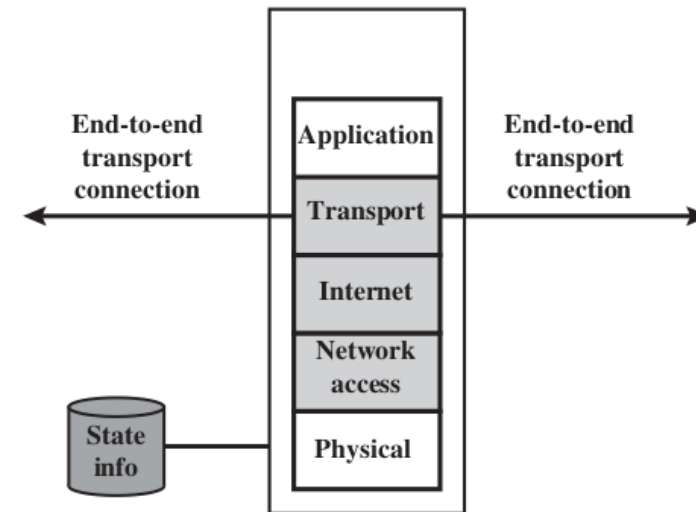 End-to-end
transport
connection
Application
Transport
Internet
Network
access
Physical
End-to-end
transport
connection
State
info